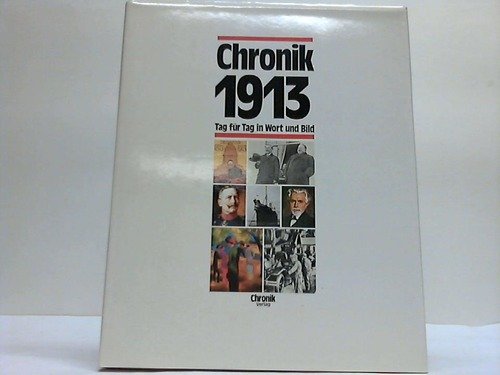 Chronik
1913
Tag für Tag in Wort und Bild
Chronik
verlag